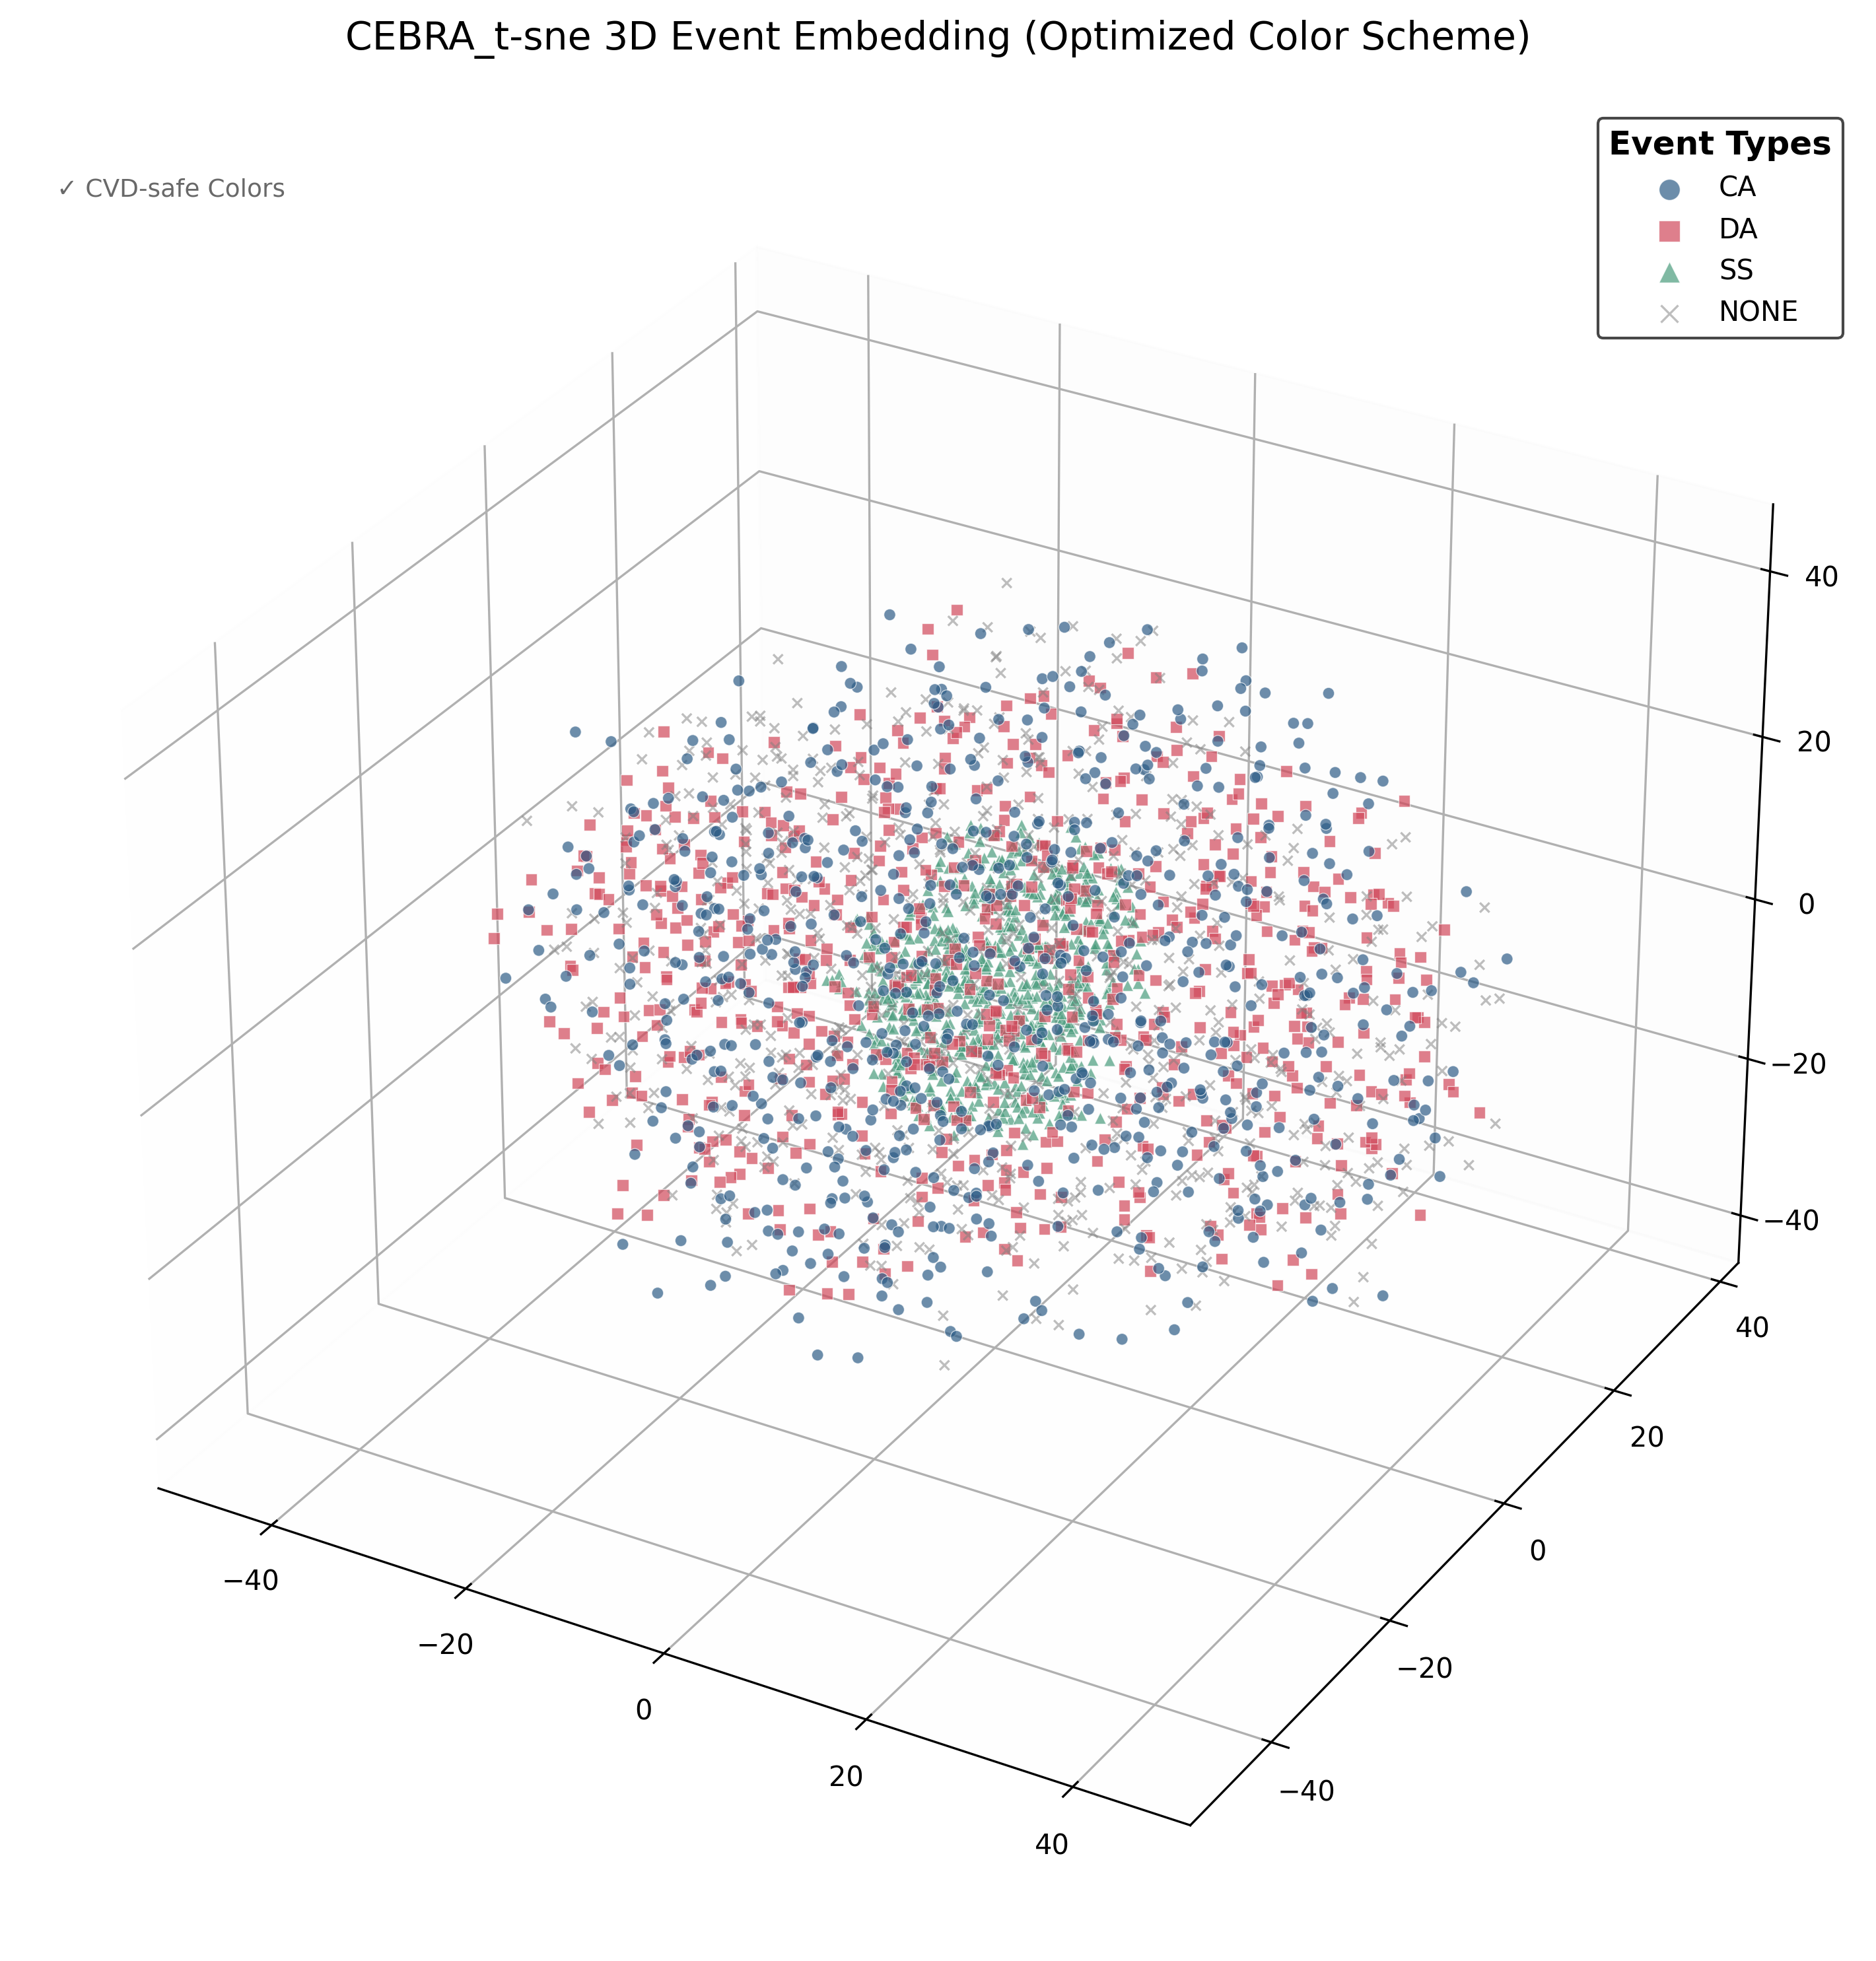 CEBRA_t-sne 3D Event Embedding (Optimized Color Scheme)
✓ CVD-safe Colors
Event Types
CA
DA
SS
NONE
40
20
0
−20
−40
40
20
0
−20
−40
−40
−20
0
20
40